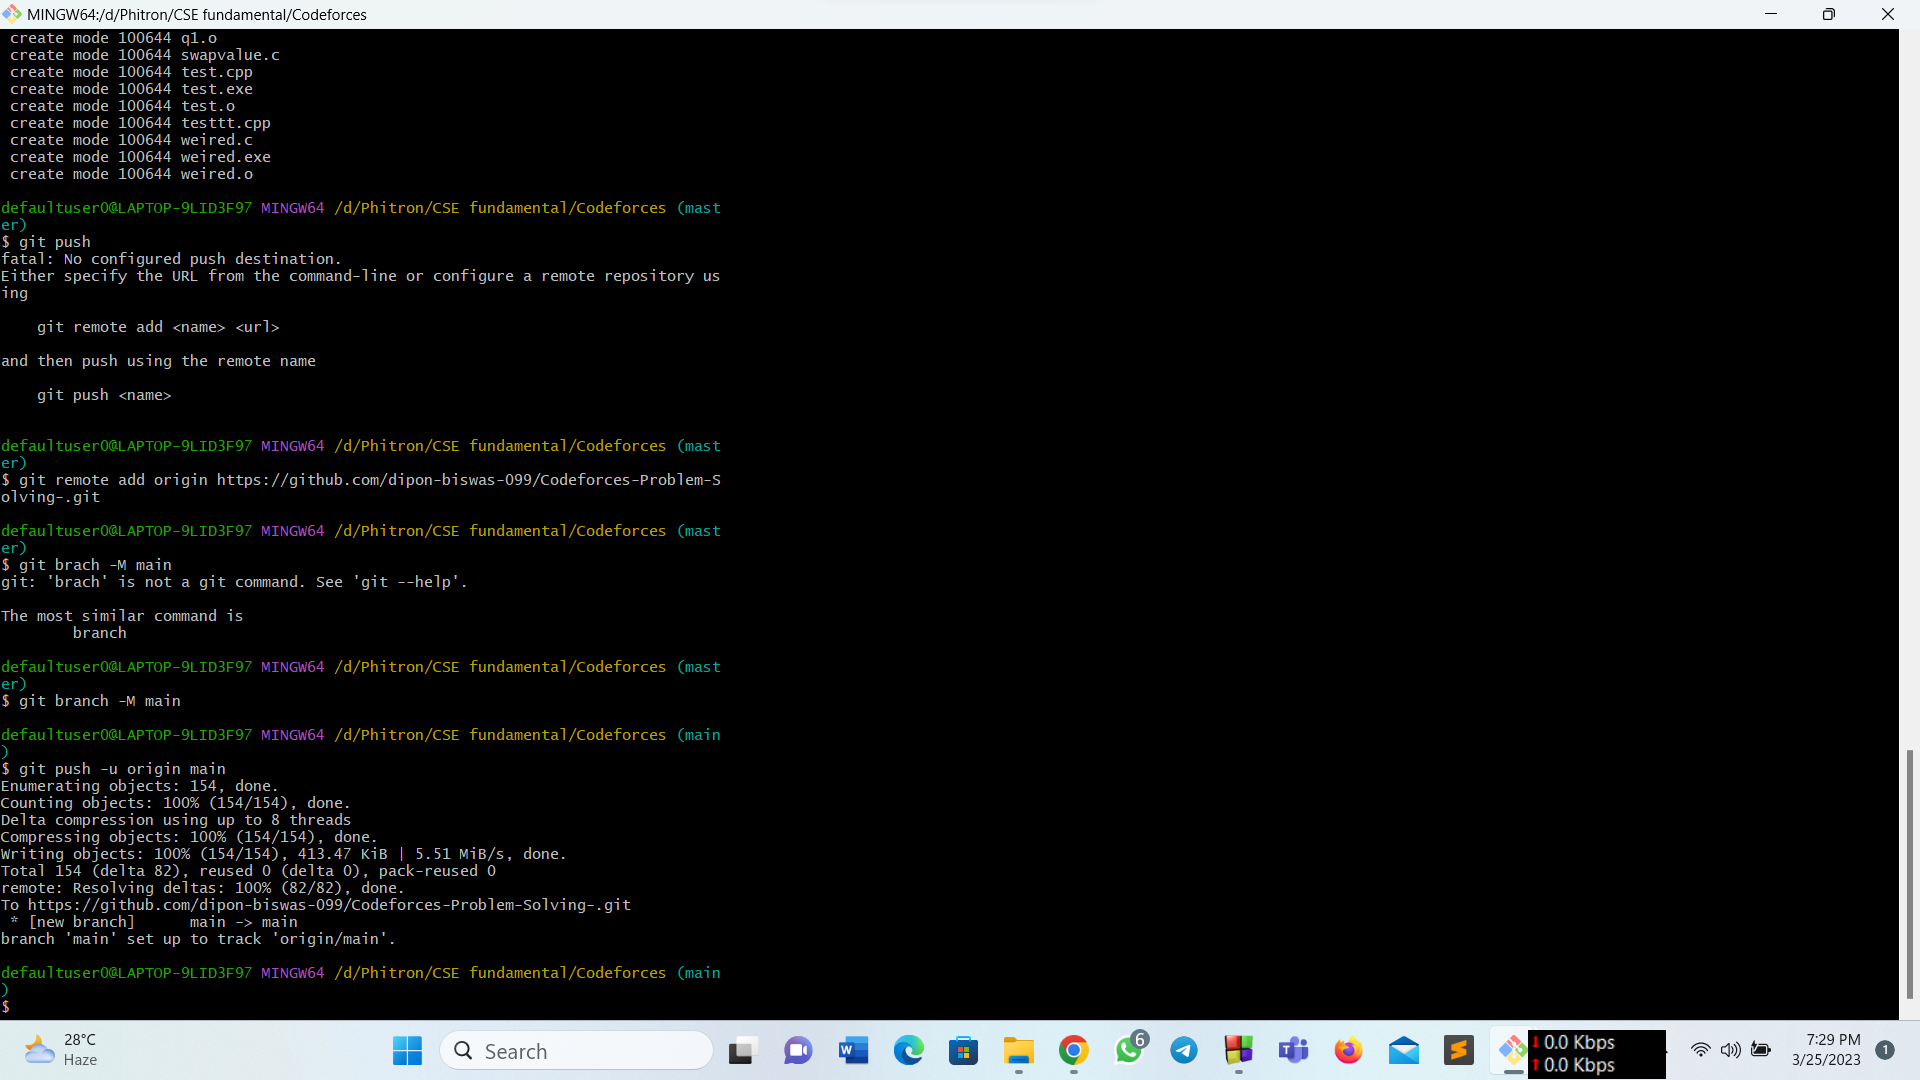 MINGW64:/d/Phitron/CSE fundamental/Codeforces
create mode 100644 q1.o
create mode 100644 swapvalue.c
create mode 100644 test.cpp
create mode 100644 test.exe
create mode 100644 test.o
create mode 100644 testtt.cpp
create mode 100644 weired.c
create mode 100644 weired.exe
create mode 100644 weired.o
defaultuser0@LAPTOP-9LID3F97 MINGW64 /d/Phitron/CSE fundamental/Codeforces (mast
er)
$ git push
fatal: No configured push destination.
Either specify the URL from the command-line or configure a remote repository us
ing
git remote add <name> <url>
and then push using the remote name
git push <name>
defaultuser0@LAPTOP-9LID3F97 MINGW64 /d/Phitron/CSE fundamental/Codeforces (mast
er)
$ git remote add origin https://github.com/dipon-biswas-099/Codeforces-Problem-S
olving-.git
defaultuser0@LAPTOP-9LID3F97 MINGW64 /d/Phitron/CSE fundamental/Codeforces (mast
er)
$ git brach -M main
git: 'brach' is not a git command. See 'git --help'.
The most similar command is
branch
defaultuser0@LAPTOP-9LID3F97 MINGW64 /d/Phitron/CSE fundamental/Codeforces (mast
er)
$ git branch -M main
defaultuser0@LAPTOP-9LID3F97 MINGW64 /d/Phitron/CSE fundamental/Codeforces (main
)
$ git push -u origin main
Enumerating objects: 154, done.
Counting objects: 100% (154/154), done.
Delta compression using up to 8 threads
Compressing objects: 100% (154/154), done.
Writing objects: 100% (154/154), 413.47 KiB | 5.51 MiB/s, done.
Total 154 (delta 82), reused 0 (delta 0), pack-reused 0
remote: Resolving deltas: 100% (82/82), done.
To https://github.com/dipon-biswas-099/Codeforces-Problem-Solving-.git
* [new branch] main -> main
branch 'main' set up to track 'origin/main'.
defaultuser0@LAPTOP-9LID3F97 MINGW64 /d/Phitron/CSE fundamental/Codeforces (main
)
$
28°C
Haze
Search
6
0.0 Kbps
0.0 Kbps
7:29 PM
3/25/2023
1